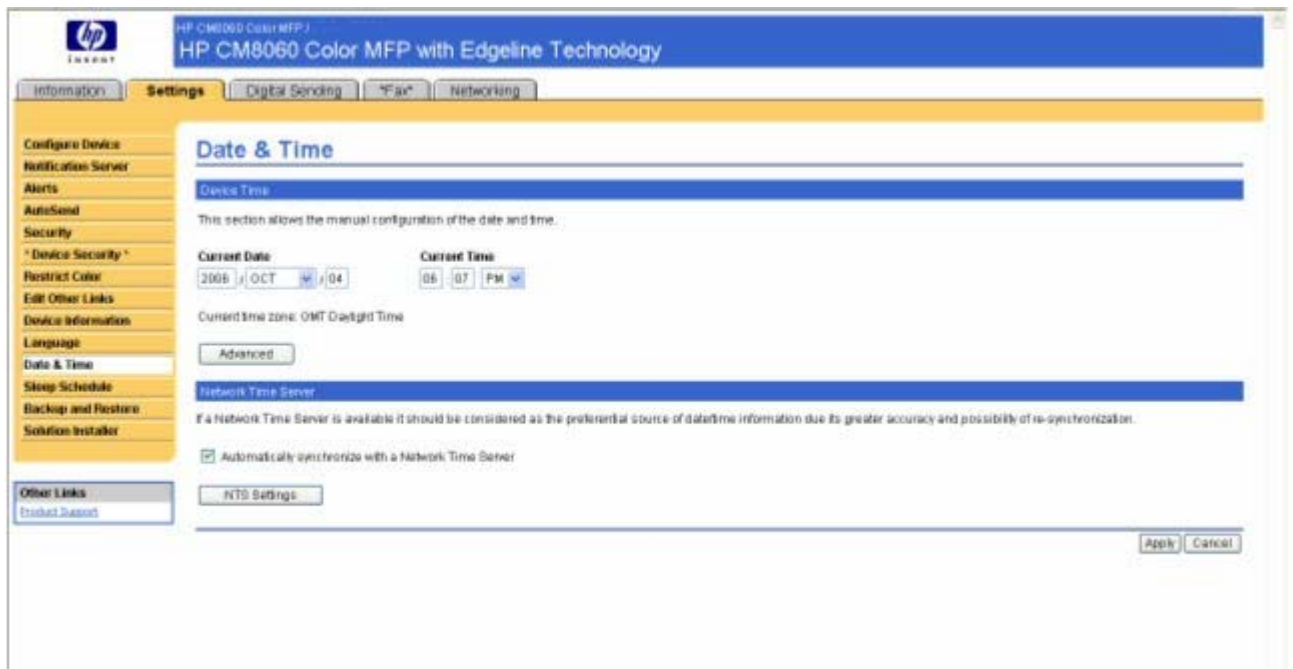 hp
invent
HP CM8060 Color MFP /
HP CM8060 Color MFP with Edgeline Technology
Information
Settings
Digital Sending
"Fax"
Networking
Configure Device
Notification Server
Alerts
AutoSend
Security
* Device Security *
Restrict Color
Edit Other Links
Device Information
Language
Date & Time
Sleep Schedule
Backup and Restore
Solution Installer
Other Links
Product Support
Date & Time
Device Time
This section allows the manual configuration of the date and time.
Current Date Current Time
2006 / OCT / 04 06 07 PM
Current time zone: GMT Daylight Time
Advanced
Network Time Server
If a Network Time Server is available it should be considered as the preferential source of date/time information due its greater accuracy and possibility of re-synchronization.
Automatically synchronize with a Network Time Server
NTS Settings
Apply Cancel